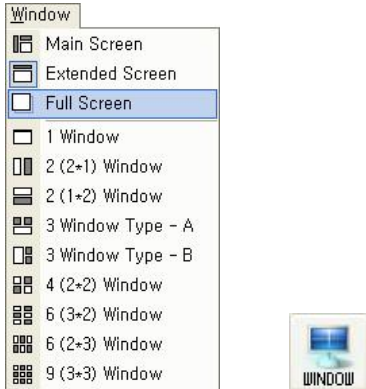 Window
Main Screen
Extended Screen
Full Screen
1 Window
2 (2*1) Window
2 (1*2) Window
3 Window Type - A
3 Window Type - B
4 (2*2) Window
6 (3*2) Window
6 (2*3) Window
9 (3*3) Window
WINDOW